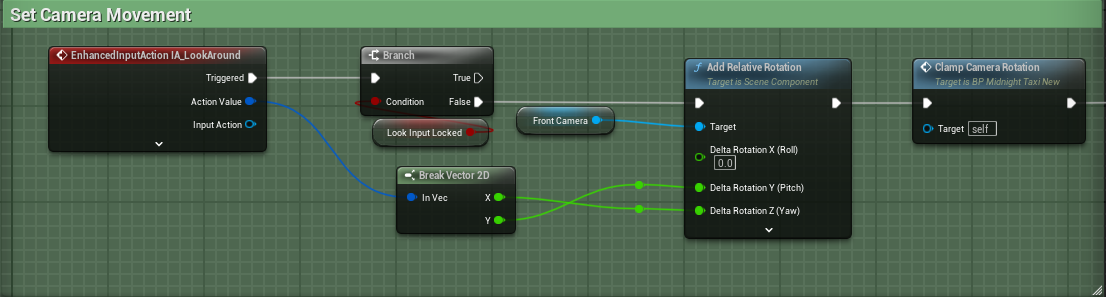 Set Camera Movement
EnhancedInputAction IA_LookAround
Triggered
Action Value
Input Action
Branch
True
Condition
False
Look Input Locked
Break Vector 2D
In Vec
X
Y
Front Camera
Add Relative Rotation
Target is Scene Component
Target
Delta Rotation X (Roll)
0.0
Delta Rotation Y (Pitch)
Delta Rotation Z (Yaw)
Clamp Camera Rotation
Target is BP Midnight Taxi New
Target self